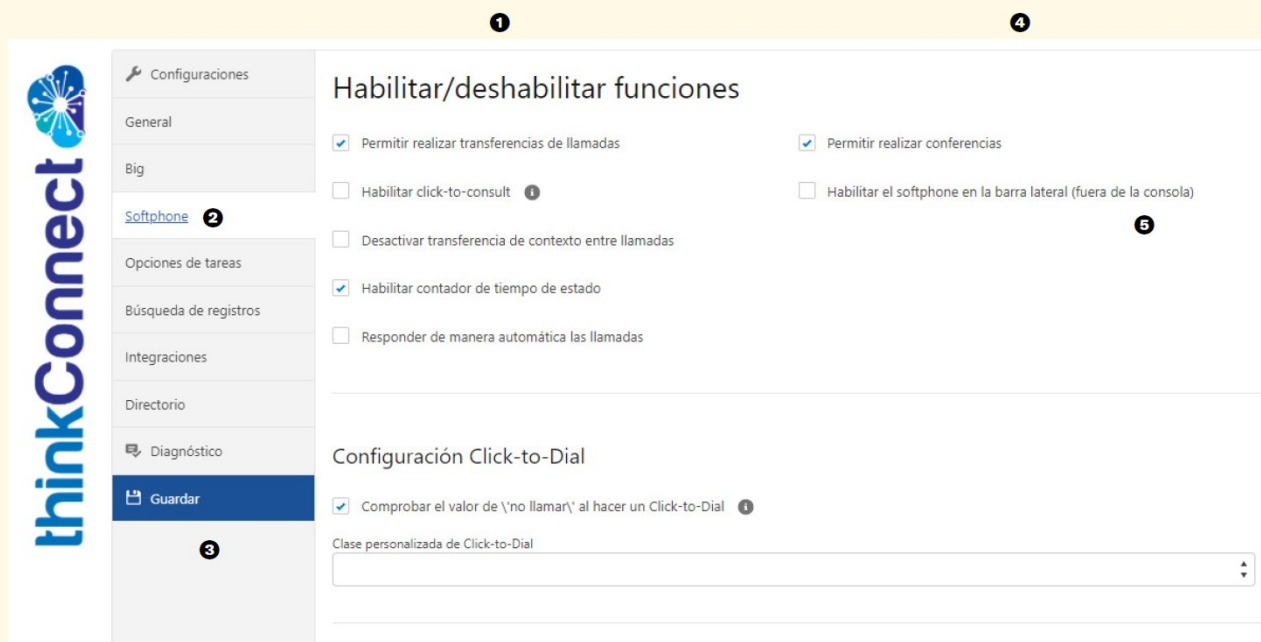 ❶
❹
thinkConnect
Configuraciones
General
Big
Softphone ❷
Opciones de tareas
Búsqueda de registros
Integraciones
Directorio
Diagnóstico
Guardar
❸
Habilitar/deshabilitar funciones
Permitir realizar transferencias de llamadas
Permitir realizar conferencias
Habilitar click-to-consult
Habilitar el softphone en la barra lateral (fuera de la consola)
❺
Desactivar transferencia de contexto entre llamadas
Habilitar contador de tiempo de estado
Responder de manera automática las llamadas
Configuración Click-to-Dial
Comprobar el valor de \'no llamar\' al hacer un Click-to-Dial
Clase personalizada de Click-to-Dial